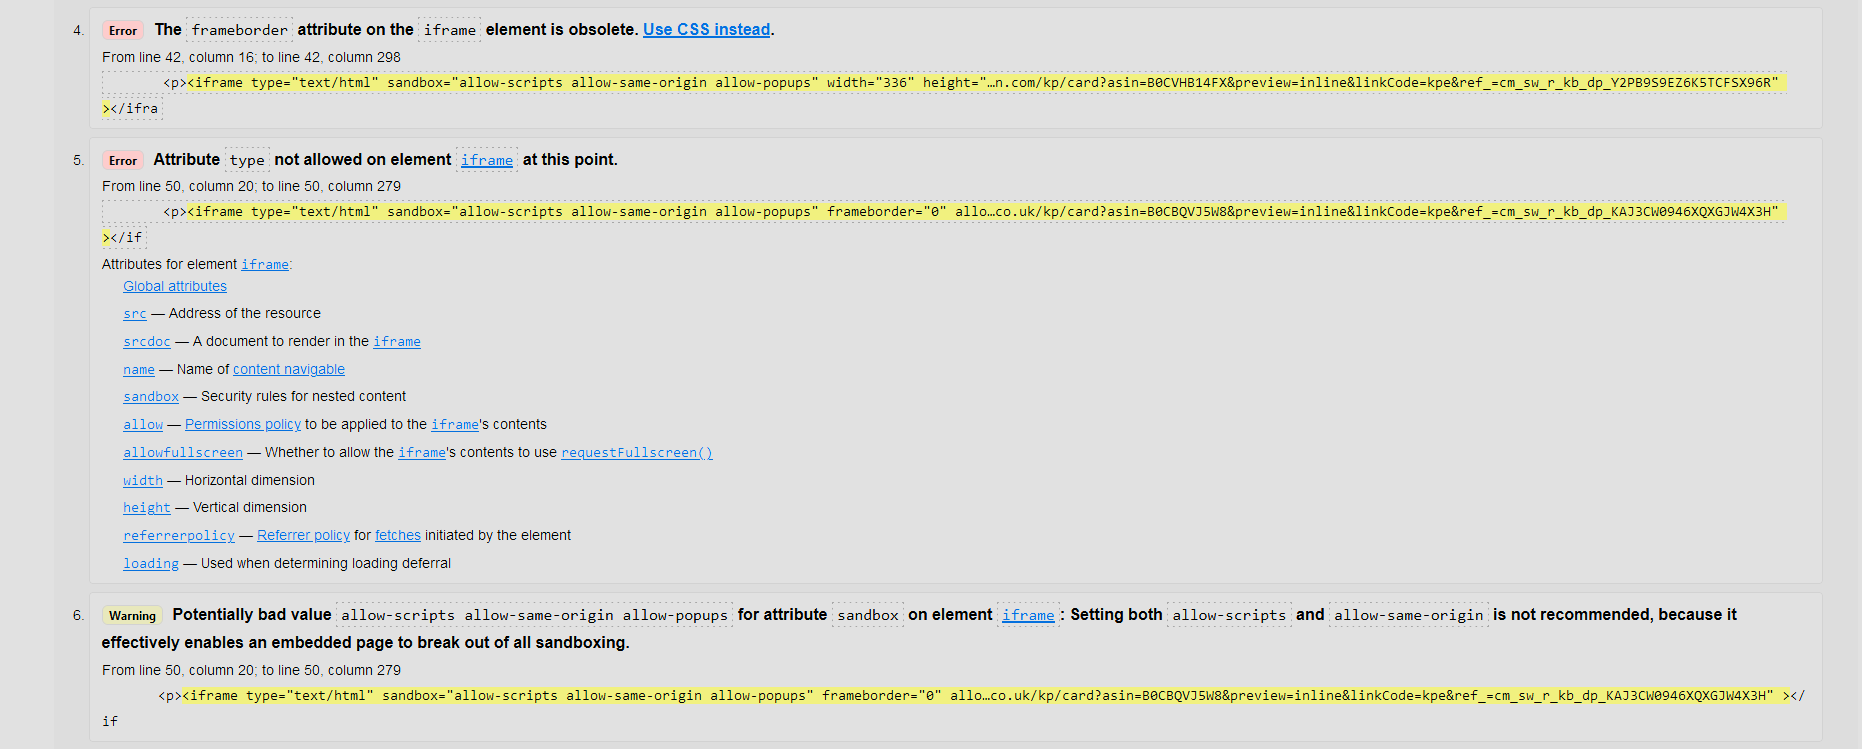 4. Error The frameborder attribute on the iframe element is obsolete. Use CSS instead.
From line 42, column 16; to line 42, column 298
<p><iframe type="text/html" sandbox="allow-scripts allow-same-origin allow-popups" width="336" height="…n.com/kp/card?asin=B0CVHB14FX&preview=inline&linkCode=kpe&ref_=cm_sw_r_kb_dp_Y2PB9S9EZ6K5TCFSX96R"
></ifra
5. Error Attribute type not allowed on element iframe at this point.
From line 50, column 20; to line 50, column 279
<p><iframe type="text/html" sandbox="allow-scripts allow-same-origin allow-popups" frameborder="0" allo…co.uk/kp/card?asin=B0CBQVJ5W8&preview=inline&linkCode=kpe&ref_=cm_sw_r_kb_dp_KAJ3CW0946XQXGJW4X3H"
></if
Attributes for element iframe:
Global attributes
src — Address of the resource
srcdoc — A document to render in the iframe
name — Name of content navigable
sandbox — Security rules for nested content
allow — Permissions policy to be applied to the iframe's contents
allowfullscreen — Whether to allow the iframe's contents to use requestFullscreen()
width — Horizontal dimension
height — Vertical dimension
referrerpolicy — Referrer policy for fetches initiated by the element
loading — Used when determining loading deferral
6. Warning Potentially bad value allow-scripts allow-same-origin allow-popups for attribute sandbox on element iframe: Setting both allow-scripts and allow-same-origin is not recommended, because it
effectively enables an embedded page to break out of all sandboxing.
From line 50, column 20; to line 50, column 279
<p><iframe type="text/html" sandbox="allow-scripts allow-same-origin allow-popups" frameborder="0" allo…co.uk/kp/card?asin=B0CBQVJ5W8&preview=inline&linkCode=kpe&ref_=cm_sw_r_kb_dp_KAJ3CW0946XQXGJW4X3H" ></
if